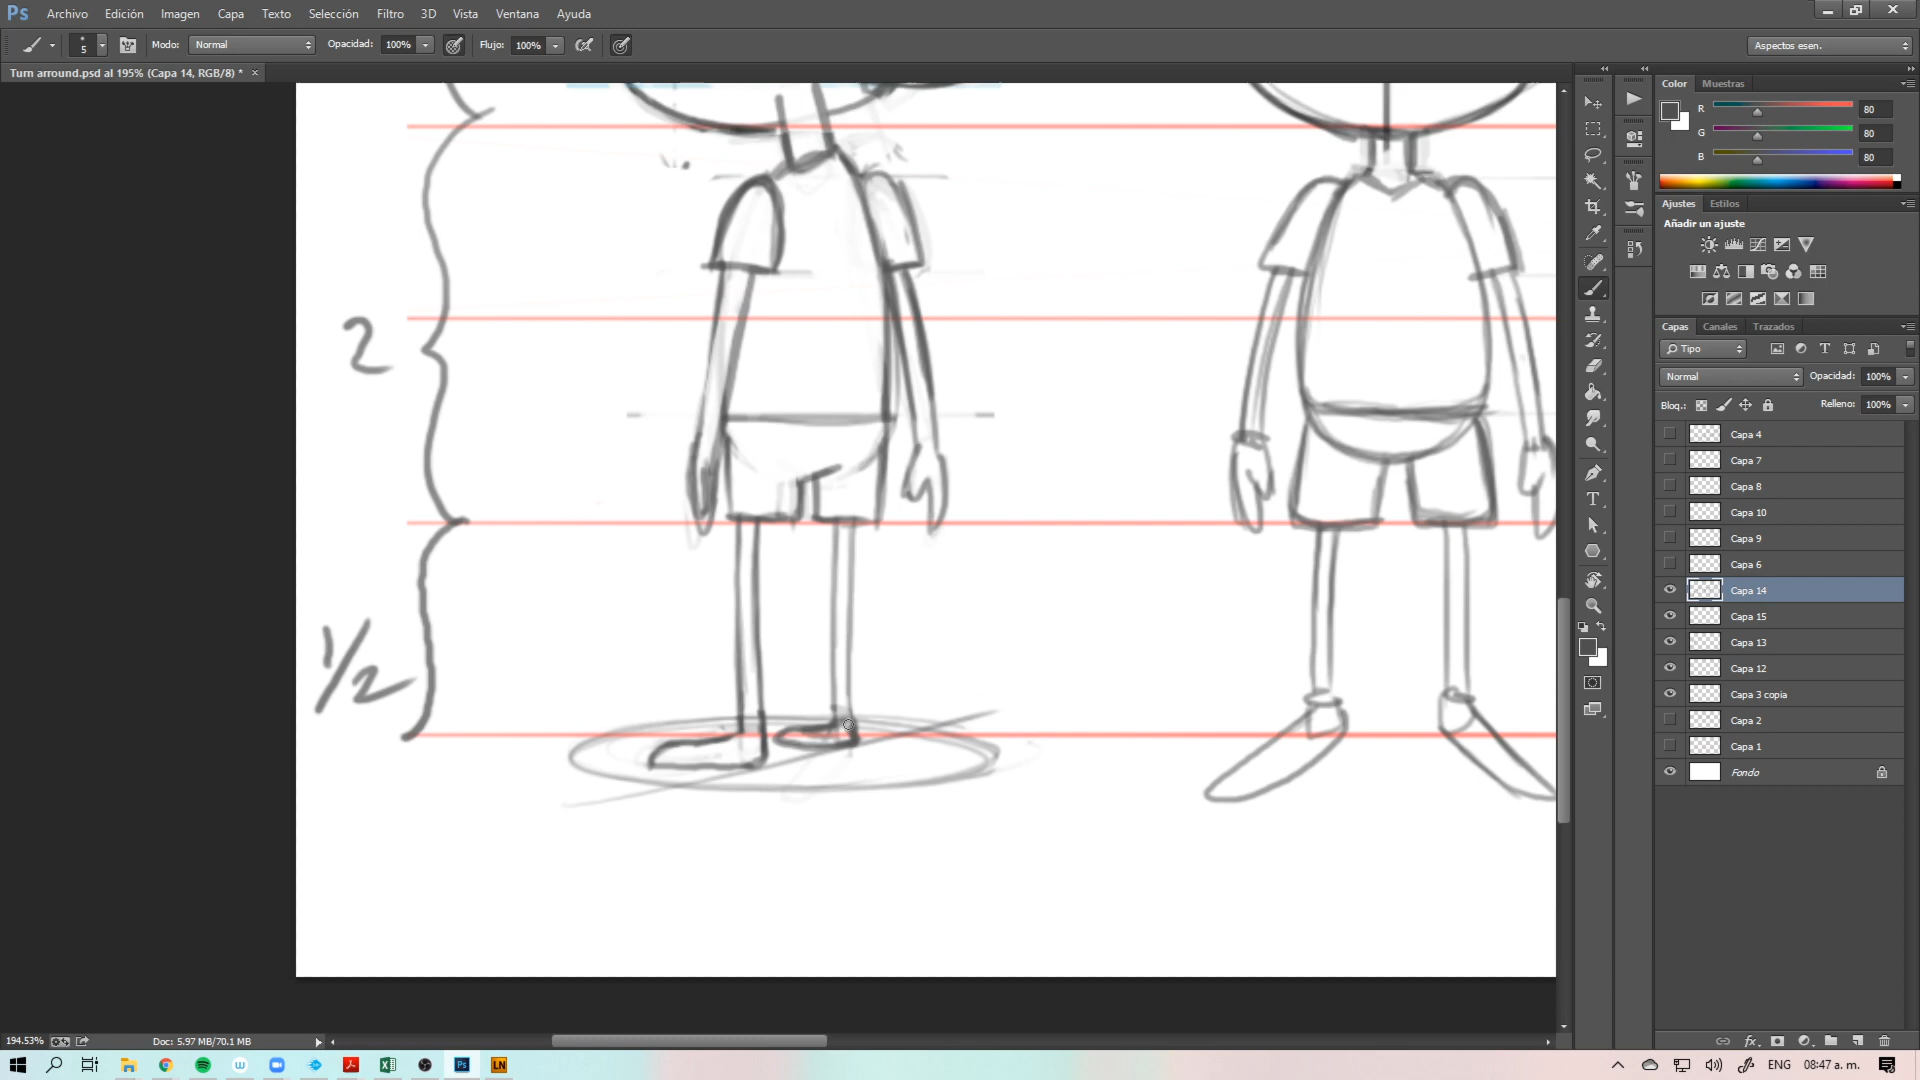 Ps Archivo Edición Imagen Capa Texto Selección Filtro 3D Vista Ventana Ayuda
5 Modo: Normal Opacidad: 100% Flujo: 100% Aspectos esen.
Turn arround.psd al 195% (Capa 14, RGB/8) * ×
Color Muestras
R 80
G 80
B 80
Ajustes Estilos
Añadir un ajuste
2
Capas Canales Trazados
Tipo
Normal Opacidad: 100%
Bloq.: Relleno: 100%
Capa 4
Capa 7
Capa 8
Capa 10
Capa 9
Capa 6
Capa 14
Capa 15
Capa 13
Capa 12
Capa 3 copia
Capa 2
Capa 1
Fondo
1/2
194.53% Doc: 5.97 MB/70.1 MB
Ps LN ENG 08:47 a. m.